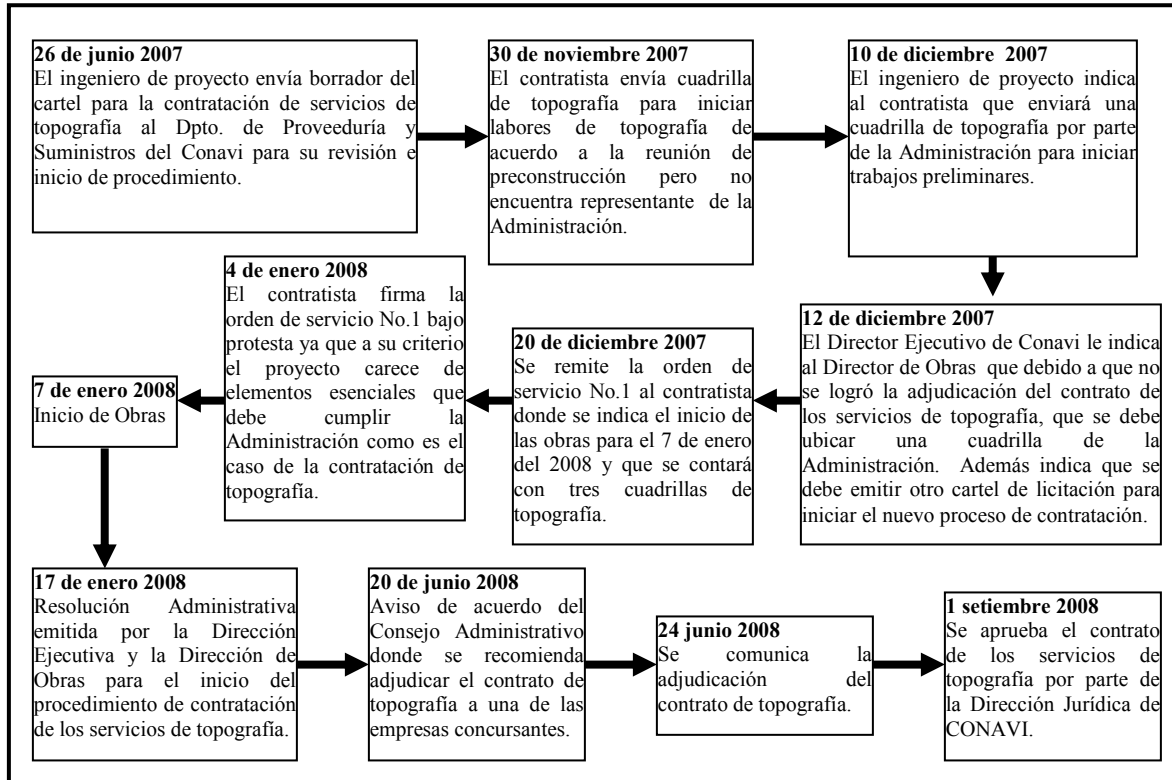 26 de junio 2007
El ingeniero de proyecto envía borrador del
cartel para la contratación de servicios de
topografía al Dpto. de Proveeduría y
Suministros del Conavi para su revisión e
inicio de procedimiento.
30 de noviembre 2007
El contratista envía cuadrilla
de topografía para iniciar
labores de topografía de
acuerdo a la reunión de
preconstrucción pero no
encuentra representante de la
Administración.
10 de diciembre 2007
El ingeniero de proyecto indica
al contratista que enviará una
cuadrilla de topografía por parte
de la Administración para iniciar
trabajos preliminares.
12 de diciembre 2007
El Director Ejecutivo de Conavi le indica
al Director de Obras que debido a que no
se logró la adjudicación del contrato de
los servicios de topografía, que se debe
ubicar una cuadrilla de la
Administración. Además indica que se
debe emitir otro cartel de licitación para
iniciar el nuevo proceso de contratación.
20 de diciembre 2007
Se remite la orden de
servicio No.1 al contratista
donde se indica el inicio de
las obras para el 7 de enero
del 2008 y que se contará
con tres cuadrillas de
topografía.
4 de enero 2008
El contratista firma la
orden de servicio No.1 bajo
protesta ya que a su criterio
el proyecto carece de
elementos esenciales que
debe cumplir la
Administración como es el
caso de la contratación de
topografía.
7 de enero 2008
Inicio de Obras
17 de enero 2008
Resolución Administrativa
emitida por la Dirección
Ejecutiva y la Dirección de
Obras para el inicio del
procedimiento de contratación
de los servicios de topografía.
20 de junio 2008
Aviso de acuerdo del
Consejo Administrativo
donde se recomienda
adjudicar el contrato de
topografía a una de las
empresas concursantes.
24 junio 2008
Se comunica la
adjudicación del
contrato de topografía.
1 setiembre 2008
Se aprueba el contrato
de los servicios de
topografía por parte de
la Dirección Jurídica de
CONAVI.